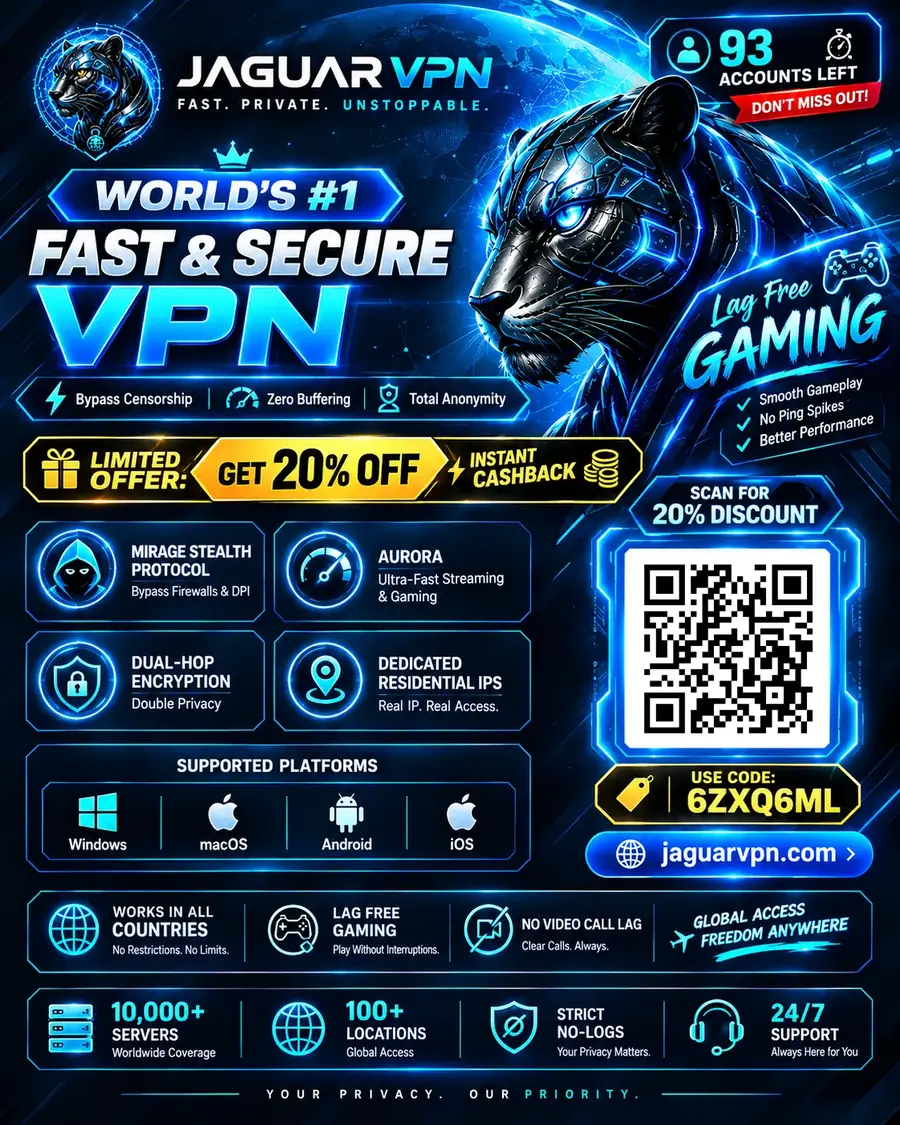 JAGUAR VPN
FAST. PRIVATE. UNSTOPPABLE.
93
ACCOUNTS LEFT
DON'T MISS OUT!
WORLD'S #1
FAST & SECURE
VPN
Bypass Censorship
Zero Buffering
Total Anonymity
Lag Free
GAMING
Smooth Gameplay
No Ping Spikes
Better Performance
LIMITED
OFFER:
GET 20% OFF
INSTANT
CASHBACK
SCAN FOR
20% DISCOUNT
MIRAGE STEALTH
PROTOCOL
Bypass Firewalls & DPI
AURORA
Ultra-Fast Streaming
& Gaming
DUAL-HOP
ENCRYPTION
Double Privacy
DEDICATED
RESIDENTIAL IPS
Real IP. Real Access.
SUPPORTED PLATFORMS
Windows
macOS
Android
iOS
USE CODE:
6ZXQ6ML
jaguarvpn.com
WORKS IN ALL
COUNTRIES
No Restrictions. No Limits.
LAG FREE
GAMING
Play Without Interruptions.
NO VIDEO CALL LAG
Clear Calls. Always.
GLOBAL ACCESS
FREEDOM ANYWHERE
10,000+
SERVERS
Worldwide Coverage
100+
LOCATIONS
Global Access
STRICT
NO-LOGS
Your Privacy Matters.
24/7
SUPPORT
Always Here for You
YOUR PRIVACY. OUR PRIORITY.